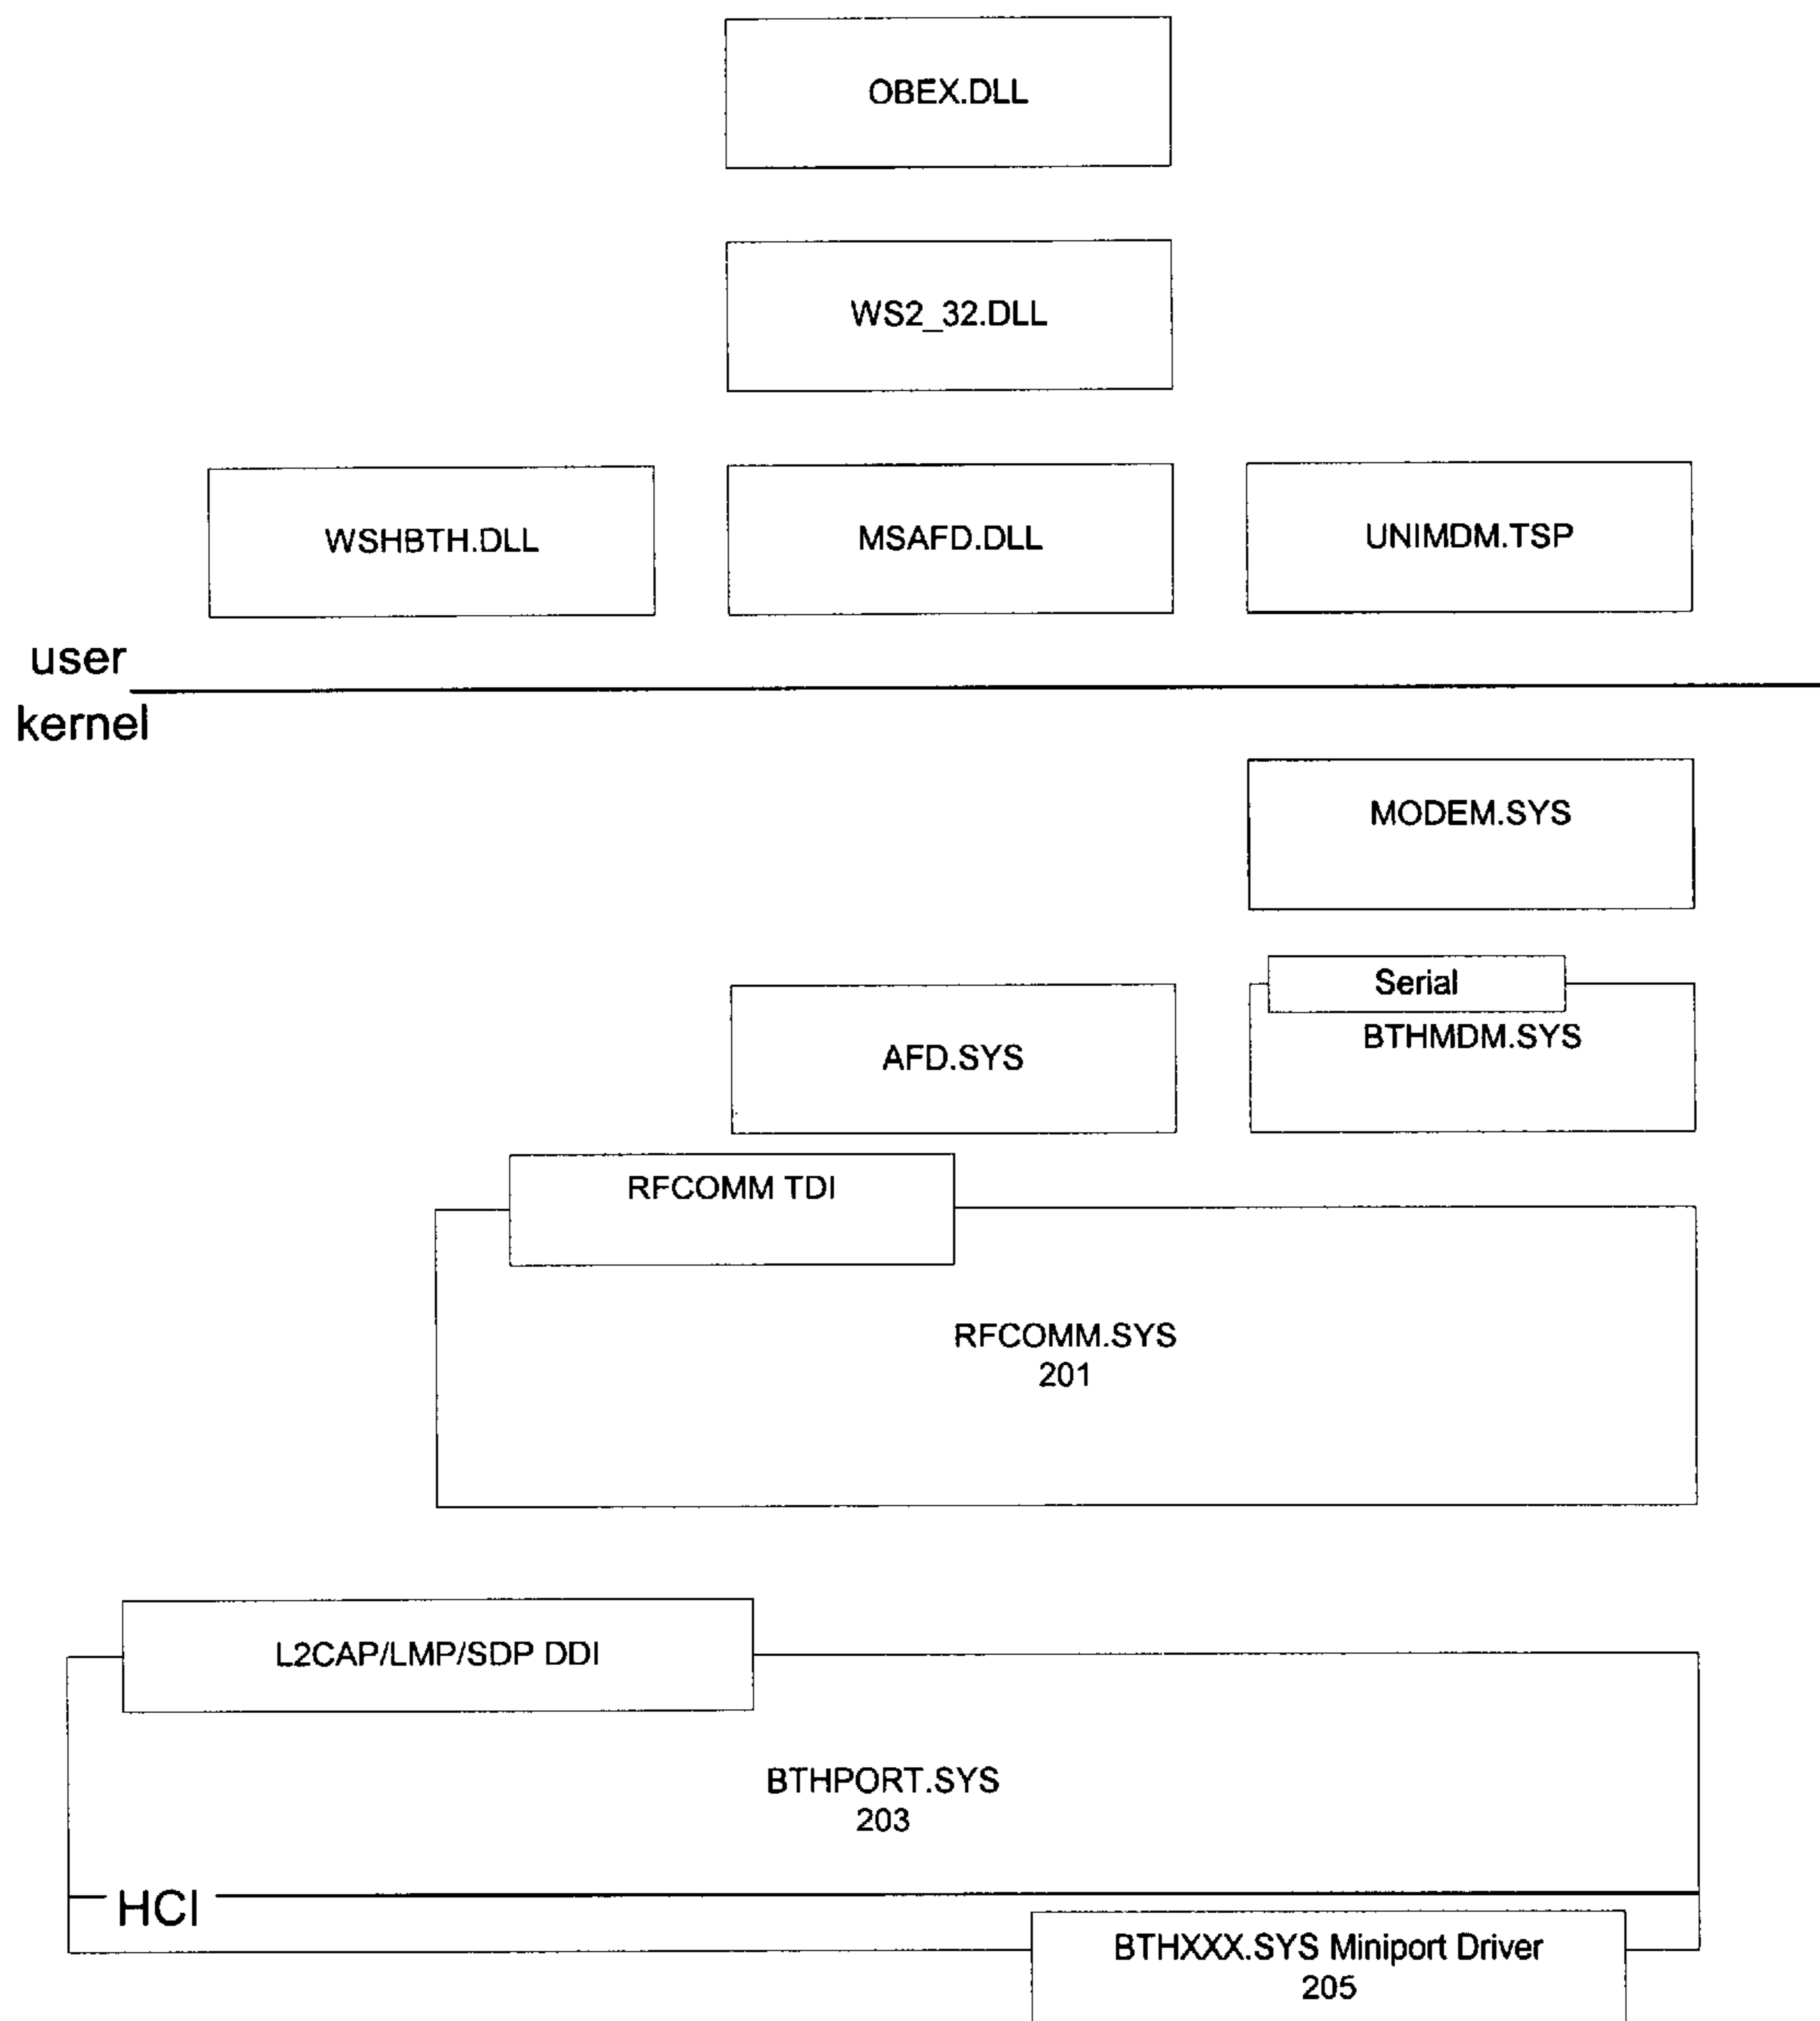 OBEX.DLL
WS2_32.DLL
WSHBTH.DLL
MSAFD.DLL
UNIMDM.TSP
user
kernel
MODEM.SYS
Serial
AFD.SYS
BTHMDM.SYS
RFCOMM TDI
RFCOMM.SYS
201
L2CAP/LMP/SDP DDI
BTHPORT.SYS
203
HCI
BTHXXX.SYS Miniport Driver
205